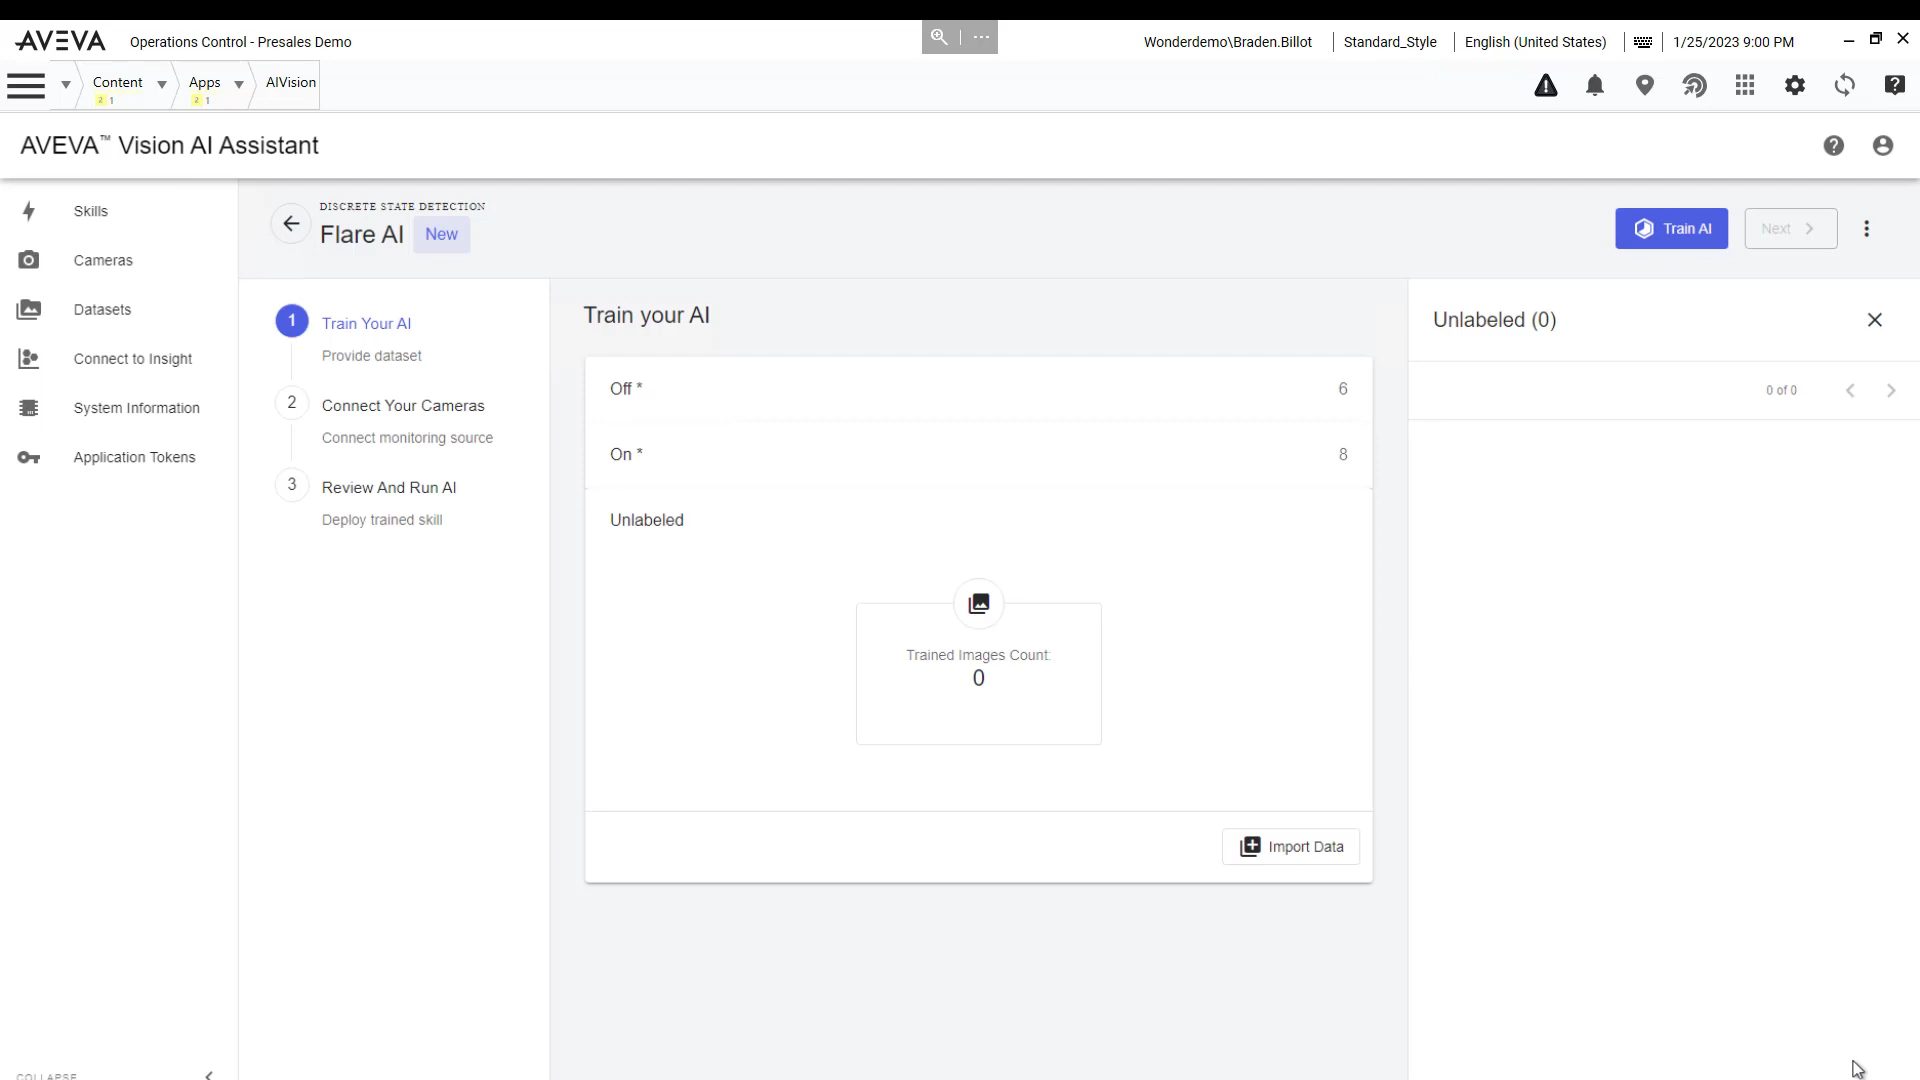 AVEVA Operations Control - Presales Demo Wonderdemo\Braden.Billot Standard_Style English (United States) 1/25/2023 9:00 PM
Content Apps AIVision
2 1 2 1
AVEVA™ Vision AI Assistant
Skills
Cameras
Datasets
Connect to Insight
System Information
Application Tokens
COLLAPSE
DISCRETE STATE DETECTION
Flare AI New
Train AI Next
1 Train Your AI
Provide dataset
2 Connect Your Cameras
Connect monitoring source
3 Review And Run AI
Deploy trained skill
Train your AI
Off * 6
On * 8
Unlabeled
Trained Images Count:
0
Import Data
Unlabeled (0)
0 of 0